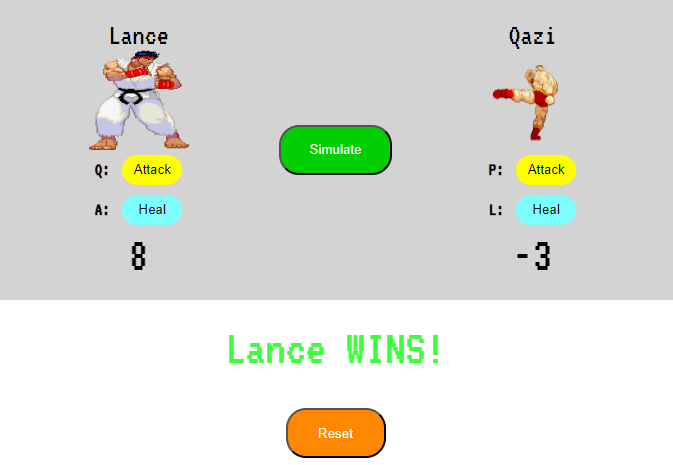 Lance
Qazi
Simulate
Q: Attack
P: Attack
A: Heal
L: Heal
8
-3
Lance WINS!
Reset